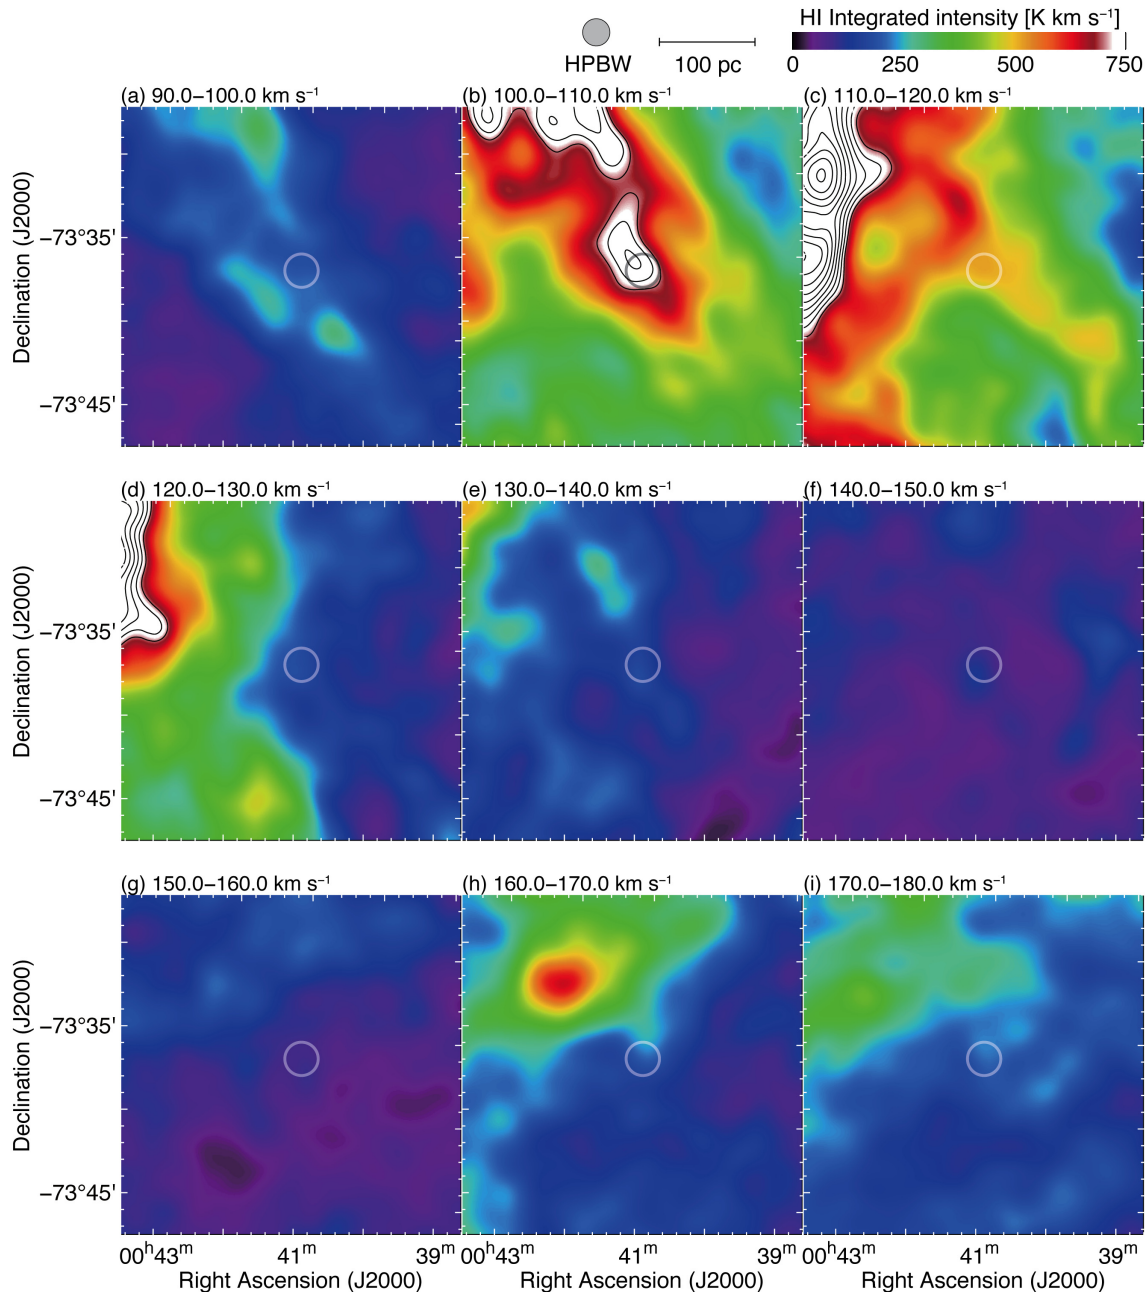 HI Integrated intensity [K km s⁻¹]
HPBW
100 pc
0 250 500 750
(a) 90.0–100.0 km s⁻¹
(b) 100.0–110.0 km s⁻¹
(c) 110.0–120.0 km s⁻¹
Declination (J2000)
−73°35'
−73°45'
(d) 120.0–130.0 km s⁻¹
(e) 130.0–140.0 km s⁻¹
(f) 140.0–150.0 km s⁻¹
Declination (J2000)
−73°35'
−73°45'
(g) 150.0–160.0 km s⁻¹
(h) 160.0–170.0 km s⁻¹
(i) 170.0–180.0 km s⁻¹
Declination (J2000)
−73°35'
−73°45'
00ʰ43ᵐ 41ᵐ 39ᵐ
00ʰ43ᵐ 41ᵐ 39ᵐ
00ʰ43ᵐ 41ᵐ 39ᵐ
Right Ascension (J2000)
Right Ascension (J2000)
Right Ascension (J2000)